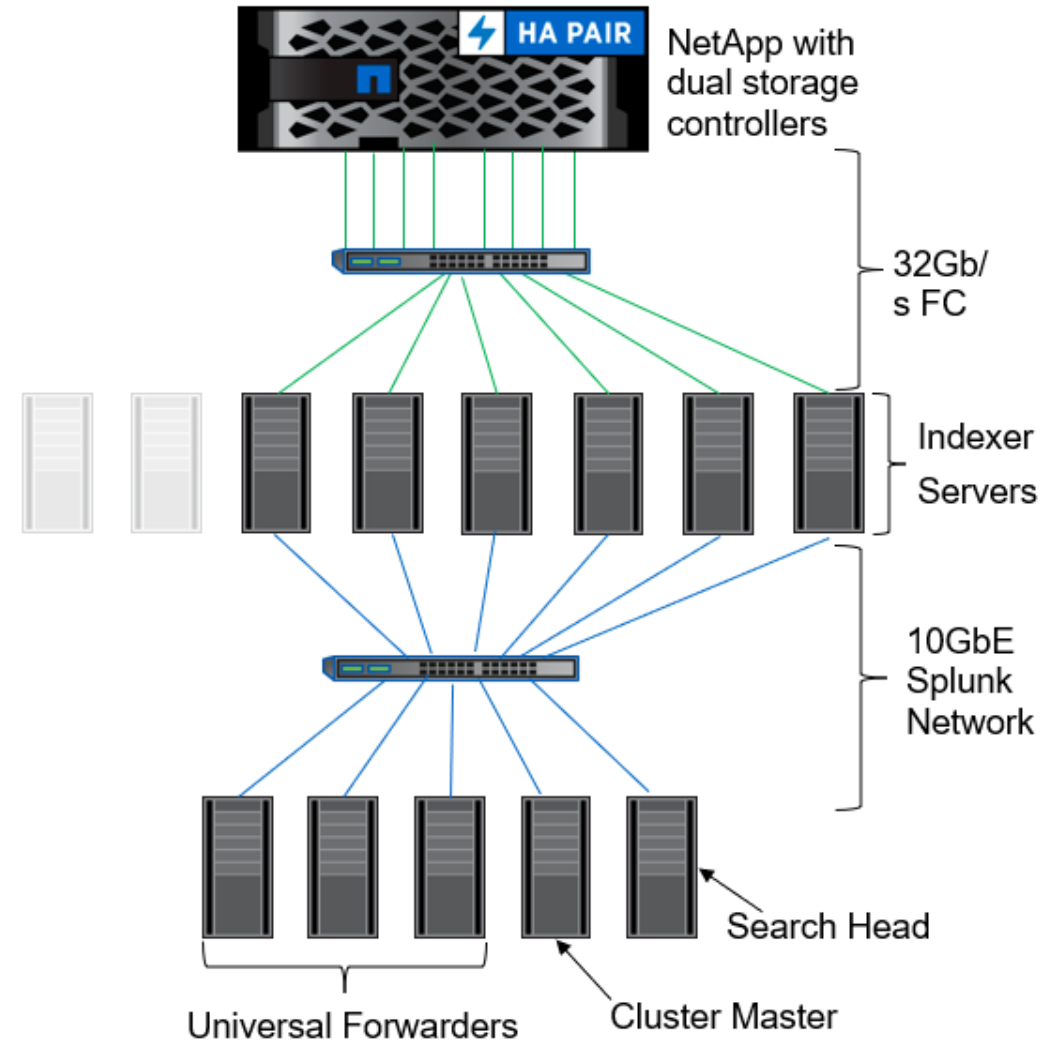 HA PAIR
NetApp with
dual storage
controllers
32Gb/
s FC
Indexer
Servers
10GbE
Splunk
Network
Search Head
Cluster Master
Universal Forwarders